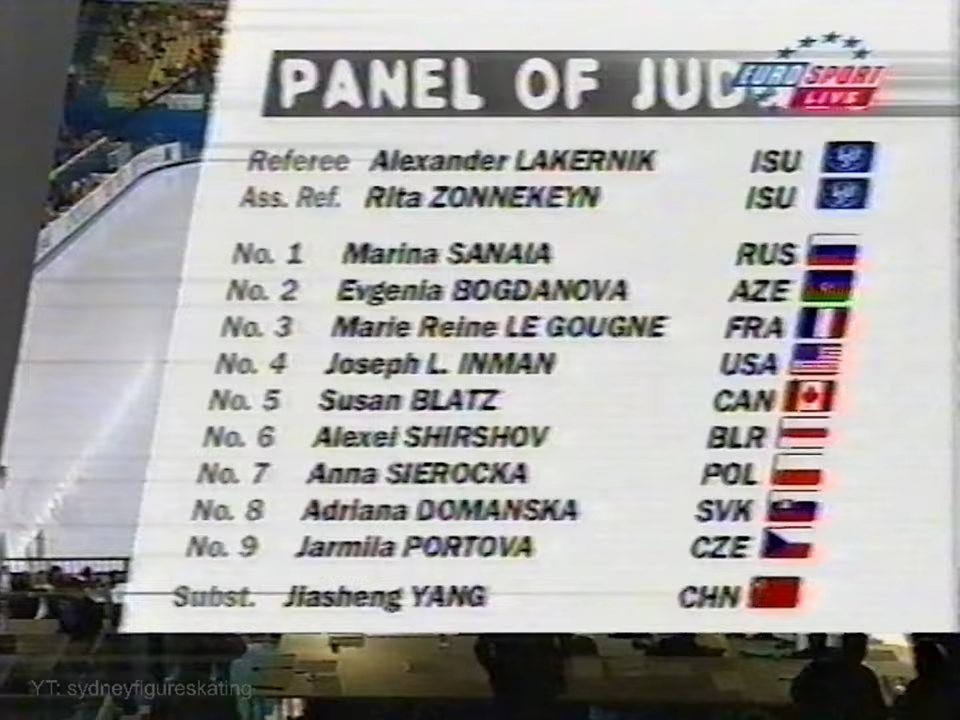 PANEL OF JUD
EUROSPORT
LIVE
Referee Alexander LAKERNIK ISU
Ass. Ref. Rita ZONNEKEYN ISU
No. 1 Marina SANAIA RUS
No. 2 Evgenia BOGDANOVA AZE
No. 3 Marie Reine LE GOUGNE FRA
No. 4 Joseph L. INMAN USA
No. 5 Susan BLATZ CAN
No. 6 Alexei SHIRSHOV BLR
No. 7 Anna SIEROCKA POL
No. 8 Adriana DOMANSKA SVK
No. 9 Jarmila PORTOVA CZE
Subst. Jiasheng YANG CHN
YT: sydneyfigureskating